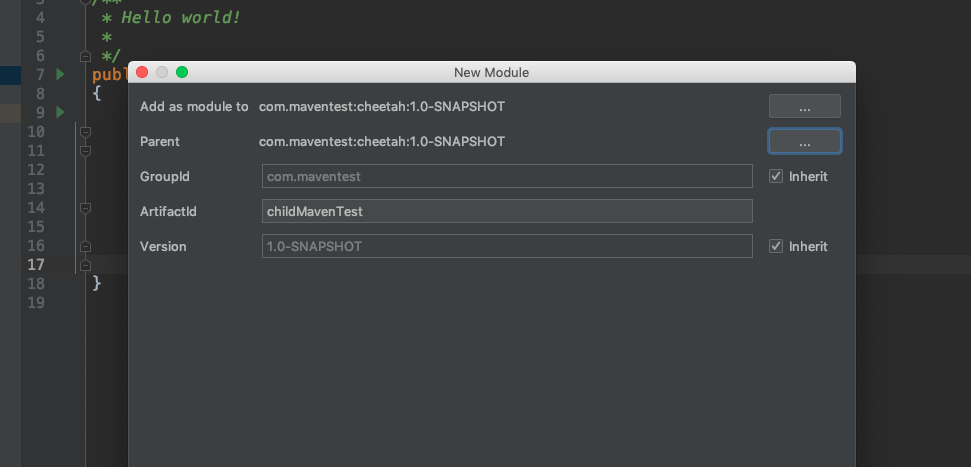 3 /**
4 * Hello world!
5 *
6 */
7 publ
New Module
8 {
9
Add as module to com.maventest:cheetah:1.0-SNAPSHOT ...
10
Parent com.maventest:cheetah:1.0-SNAPSHOT ...
11
12
GroupId com.maventest Inherit
13
14
ArtifactId childMavenTest
15
16
Version 1.0-SNAPSHOT Inherit
17
18 }
19